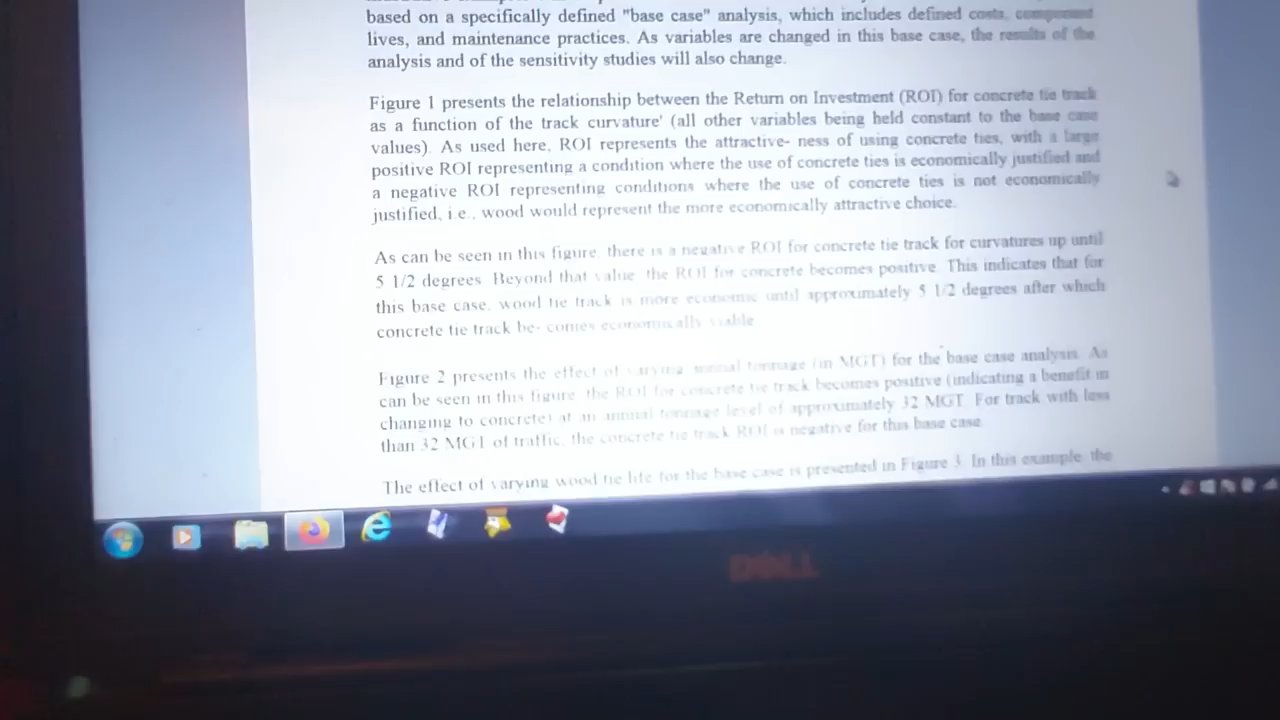 based on a specifically defined "base case" analysis, which includes defined costs, component
lives, and maintenance practices. As variables are changed in this base case, the results of the
analysis and of the sensitivity studies will also change.
Figure 1 presents the relationship between the Return on Investment (ROI) for concrete tie track
as a function of the track curvature' (all other variables being held constant to the base case
values). As used here, ROI represents the attractive- ness of using concrete ties, with a large
positive ROI representing a condition where the use of concrete ties is economically justified and
a negative ROI representing conditions where the use of concrete ties is not economically
justified, i.e., wood would represent the more economically attractive choice.
As can be seen in this figure, there is a negative ROI for concrete tie track for curvatures up until
5 1/2 degrees. Beyond that value, the ROI for concrete becomes positive. This indicates that for
this base case, wood tie track is more economic until approximately 5 1/2 degrees after which
concrete tie track be- comes economically viable.
Figure 2 presents the effect of varying annual tonnage (in MGT) for the base case analysis. As
can be seen in this figure, the ROI for concrete tie track becomes positive (indicating a benefit in
changing to concrete) at an annual tonnage level of approximately 32 MGT. For track with less
than 32 MGT of traffic, the concrete tie track ROI is negative for this base case.
The effect of varying wood tie life for the base case is presented in Figure 3. In this example, the
DELL